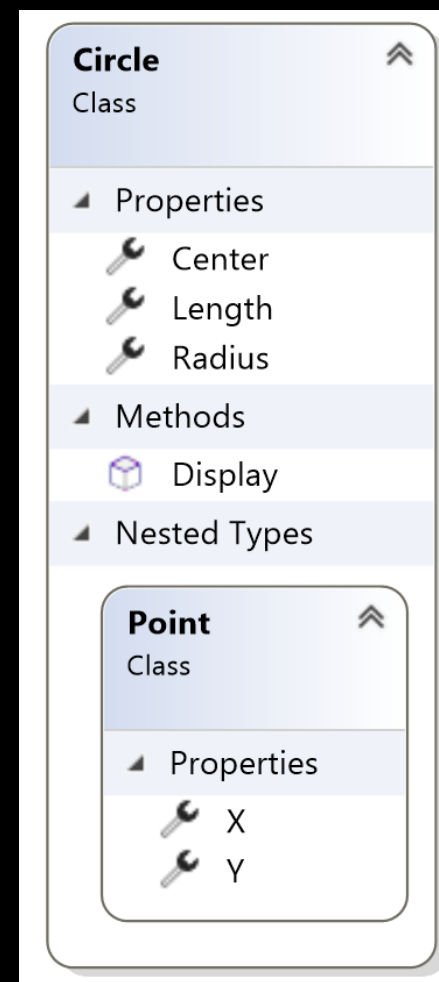 Circle
Class
Properties
Center
Length
Radius
Methods
Display
Nested Types
Point
Class
Properties
X
Y